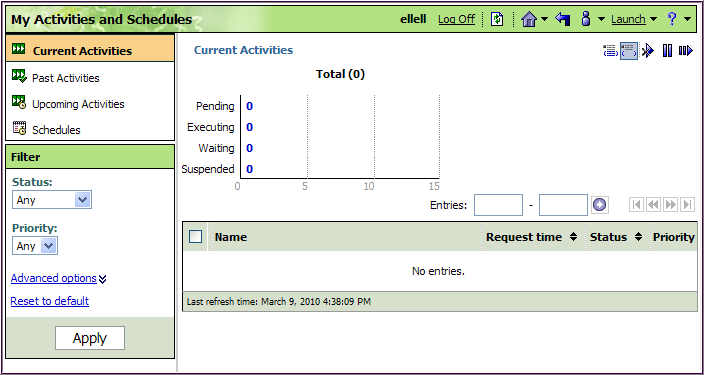 My Activities and Schedules ellell Log Off Launch ?
Current Activities
Past Activities
Upcoming Activities
Schedules
Filter
Status:
Any
Priority:
Any
Advanced options
Reset to default
Apply
Current Activities
Total (0)
Pending 0
Executing 0
Waiting 0
Suspended 0
0 5 10 15
Entries: -
Name Request time Status Priority
No entries.
Last refresh time: March 9, 2010 4:38:09 PM